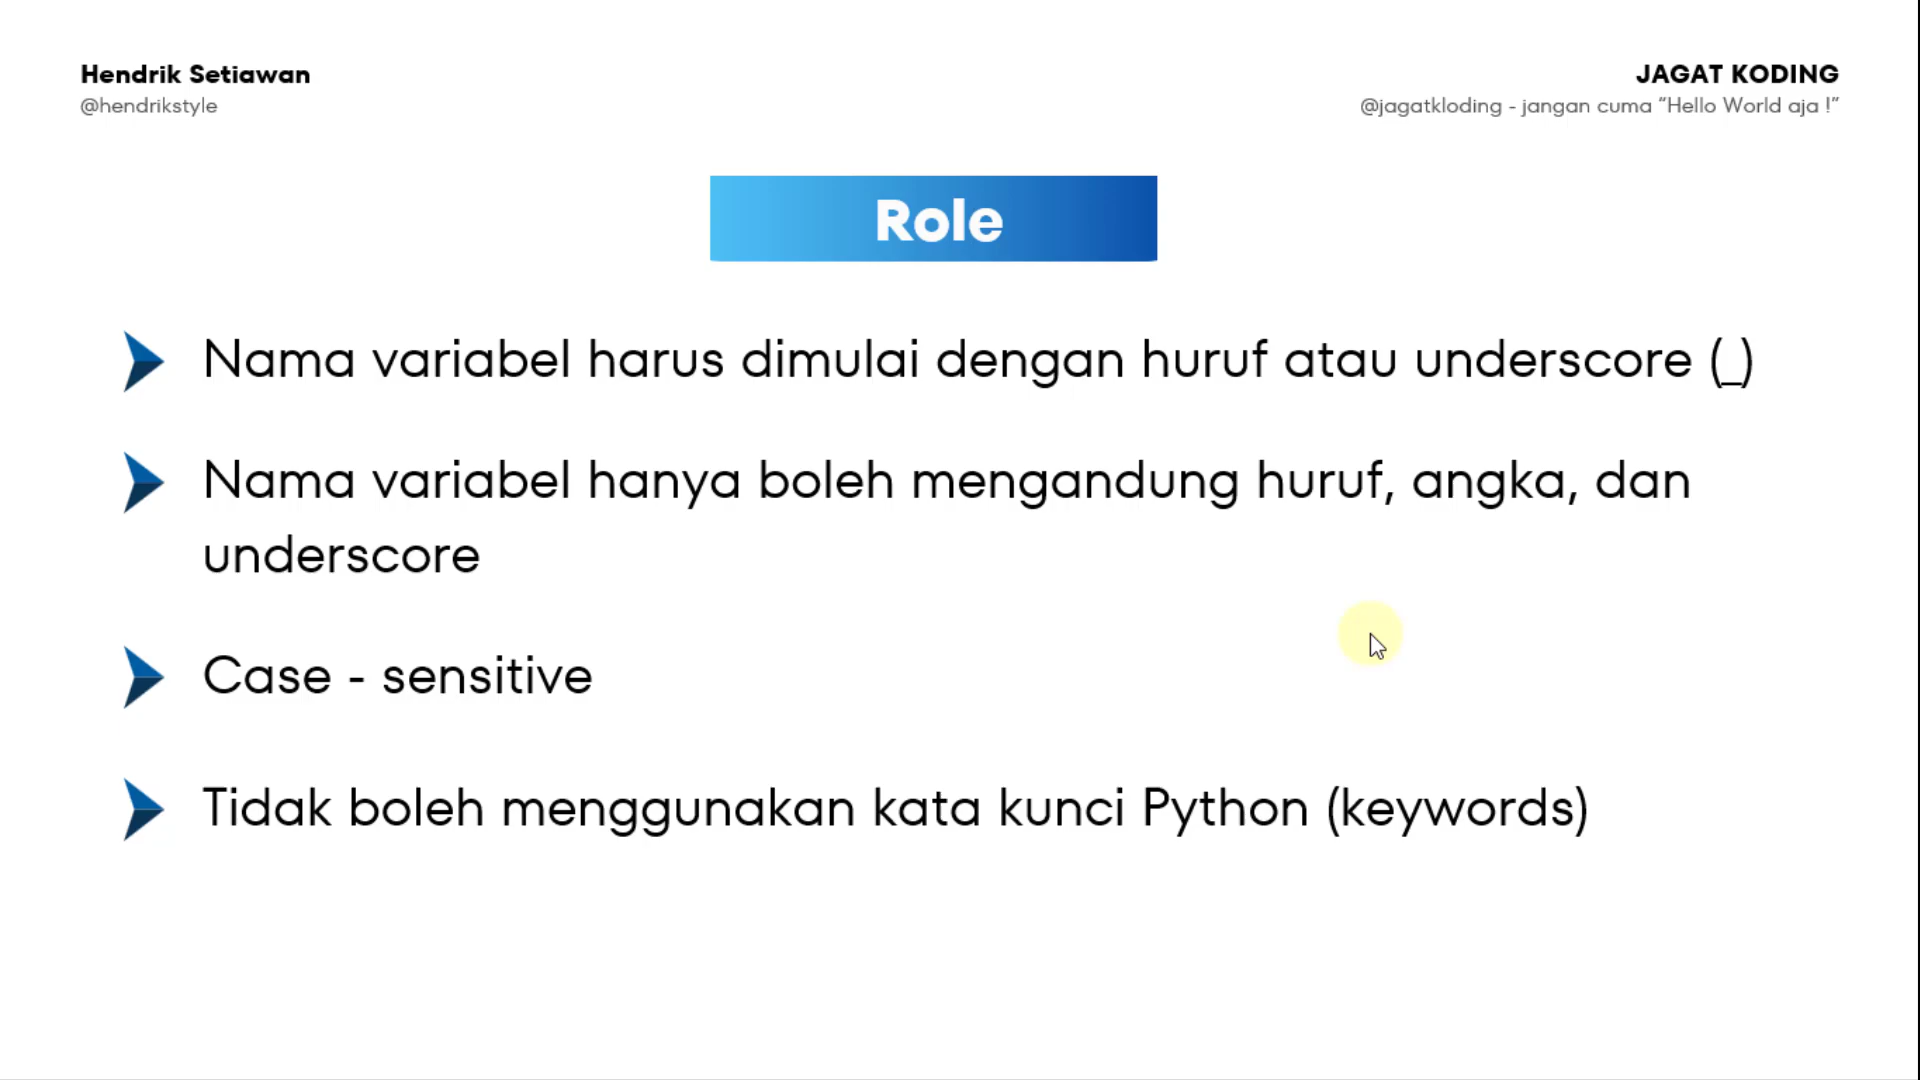 Hendrik Setiawan
@hendrikstyle
JAGAT KODING
@jagatkloding - jangan cuma “Hello World aja !”
Role
Nama variabel harus dimulai dengan huruf atau underscore (_)
Nama variabel hanya boleh mengandung huruf, angka, dan
underscore
Case - sensitive
Tidak boleh menggunakan kata kunci Python (keywords)